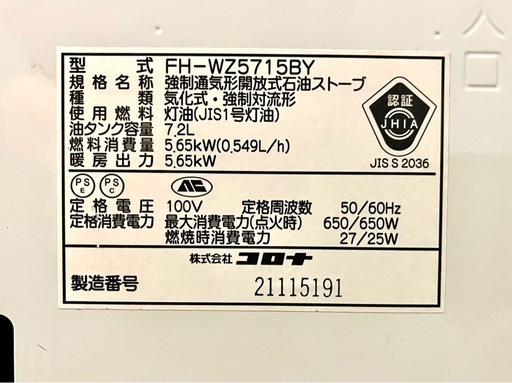 型 式 FH-WZ5715BY
規格名称 強制通気形開放式石油ストーブ
種類 気化式・強制対流形
使用燃料 灯油(JIS1号灯油)
油タンク容量 7.2L
燃料消費量 5.65kW(0,549L/h)
暖房出力 5.65kW
認証
JHIA
JIS S 2036
PS E PS C
定格電圧 100V 定格周波数 50/60Hz
定格消費電力 最大消費電力(点火時) 650/650W
燃焼時消費電力 27/25W
株式会社 コロナ
製造番号 21115191